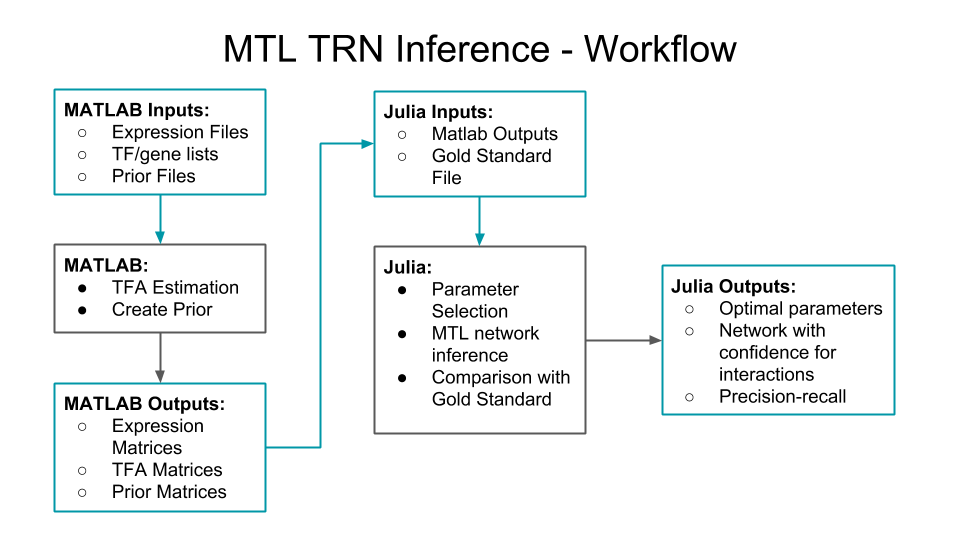 MTL TRN Inference - Workflow
MATLAB Inputs:
○ Expression Files
○ TF/gene lists
○ Prior Files
MATLAB:
● TFA Estimation
● Create Prior
MATLAB Outputs:
○ Expression
Matrices
○ TFA Matrices
○ Prior Matrices
Julia Inputs:
○ Matlab Outputs
○ Gold Standard
File
Julia:
● Parameter
Selection
● MTL network
inference
● Comparison with
Gold Standard
Julia Outputs:
○ Optimal parameters
○ Network with
confidence for
interactions
○ Precision-recall